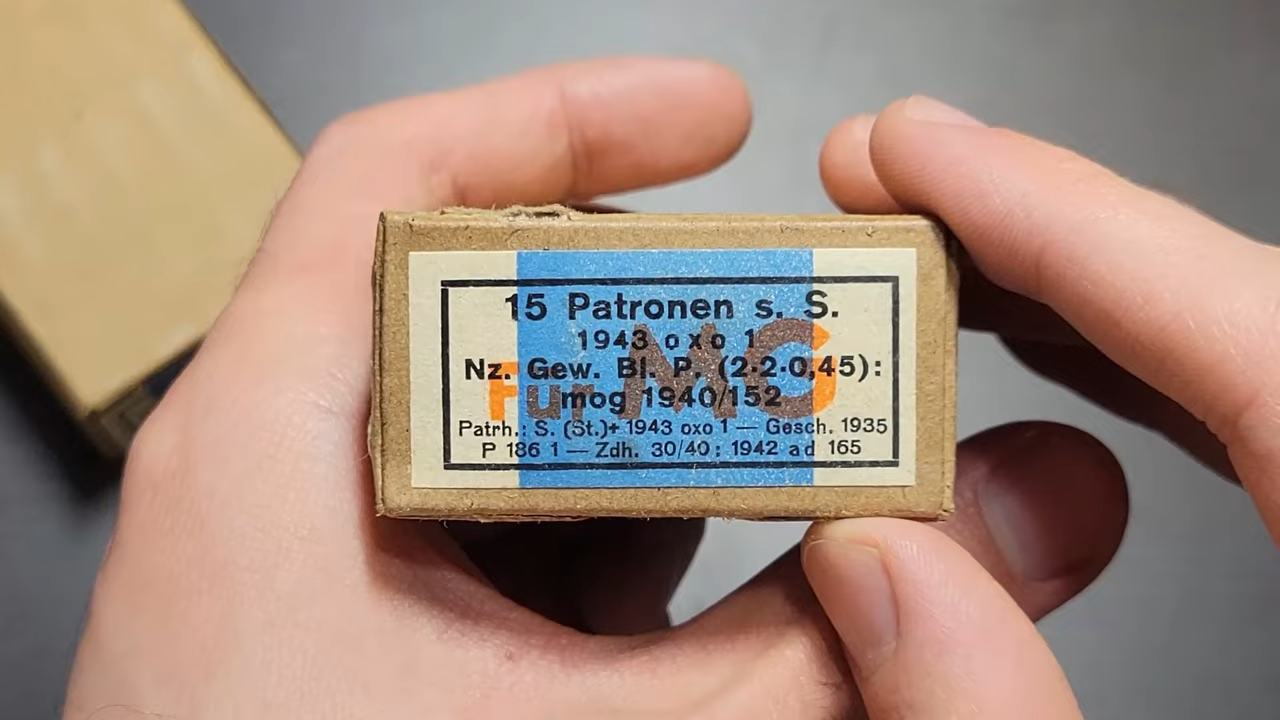 15 Patronen s. S.
1943 oxo 1
Nz. Gew. Bl. P. (2·2·0,45):
mog 1940/152
Patrh.: S. (St.)+ 1943 oxo 1 — Gesch. 1935
P 186 1 — Zdh. 30/40: 1942 ad 165
Für MG